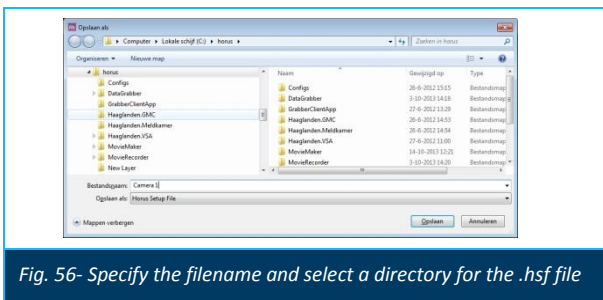 Opslaan als
Computer ▸ Lokale schijf (C:) ▸ horus ▸
Zoeken in horus
Organiseren ▾ Nieuwe map
horus
Configs
DataGrabber
GrabberClientApp
Haaglanden.GMC
Haaglanden.Meldkamer
Haaglanden.VSA
MovieMaker
MovieRecorder
New Layer
Naam Gewijzigd op Type
Configs 26-6-2012 15:15 Bestandsmap
DataGrabber 3-10-2013 14:18 Bestandsmap
GrabberClientApp 27-6-2012 13:29 Bestandsmap
Haaglanden.GMC 26-6-2012 14:53 Bestandsmap
Haaglanden.Meldkamer 26-6-2012 14:54 Bestandsmap
Haaglanden.VSA 27-6-2012 11:00 Bestandsmap
MovieMaker 14-10-2013 12:21 Bestandsmap
MovieRecorder 3-10-2013 14:20 Bestandsmap
Bestandsnaam: Camera 1
Opslaan als: Horus Setup File
Mappen verbergen
Opslaan Annuleren
Fig. 56- Specify the filename and select a directory for the .hsf file